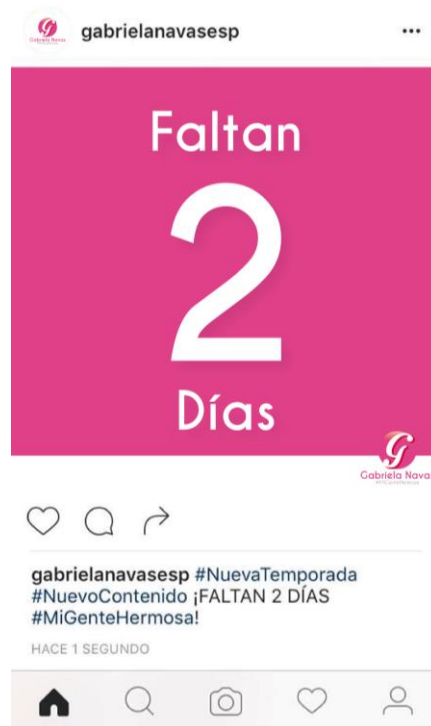 gabrielanavasesp
Faltan
2
Días
Gabriela Nava
gabrielanavasesp #NuevaTemporada
#NuevoContenido ¡FALTAN 2 DÍAS
#MiGenteHermosa!
HACE 1 SEGUNDO